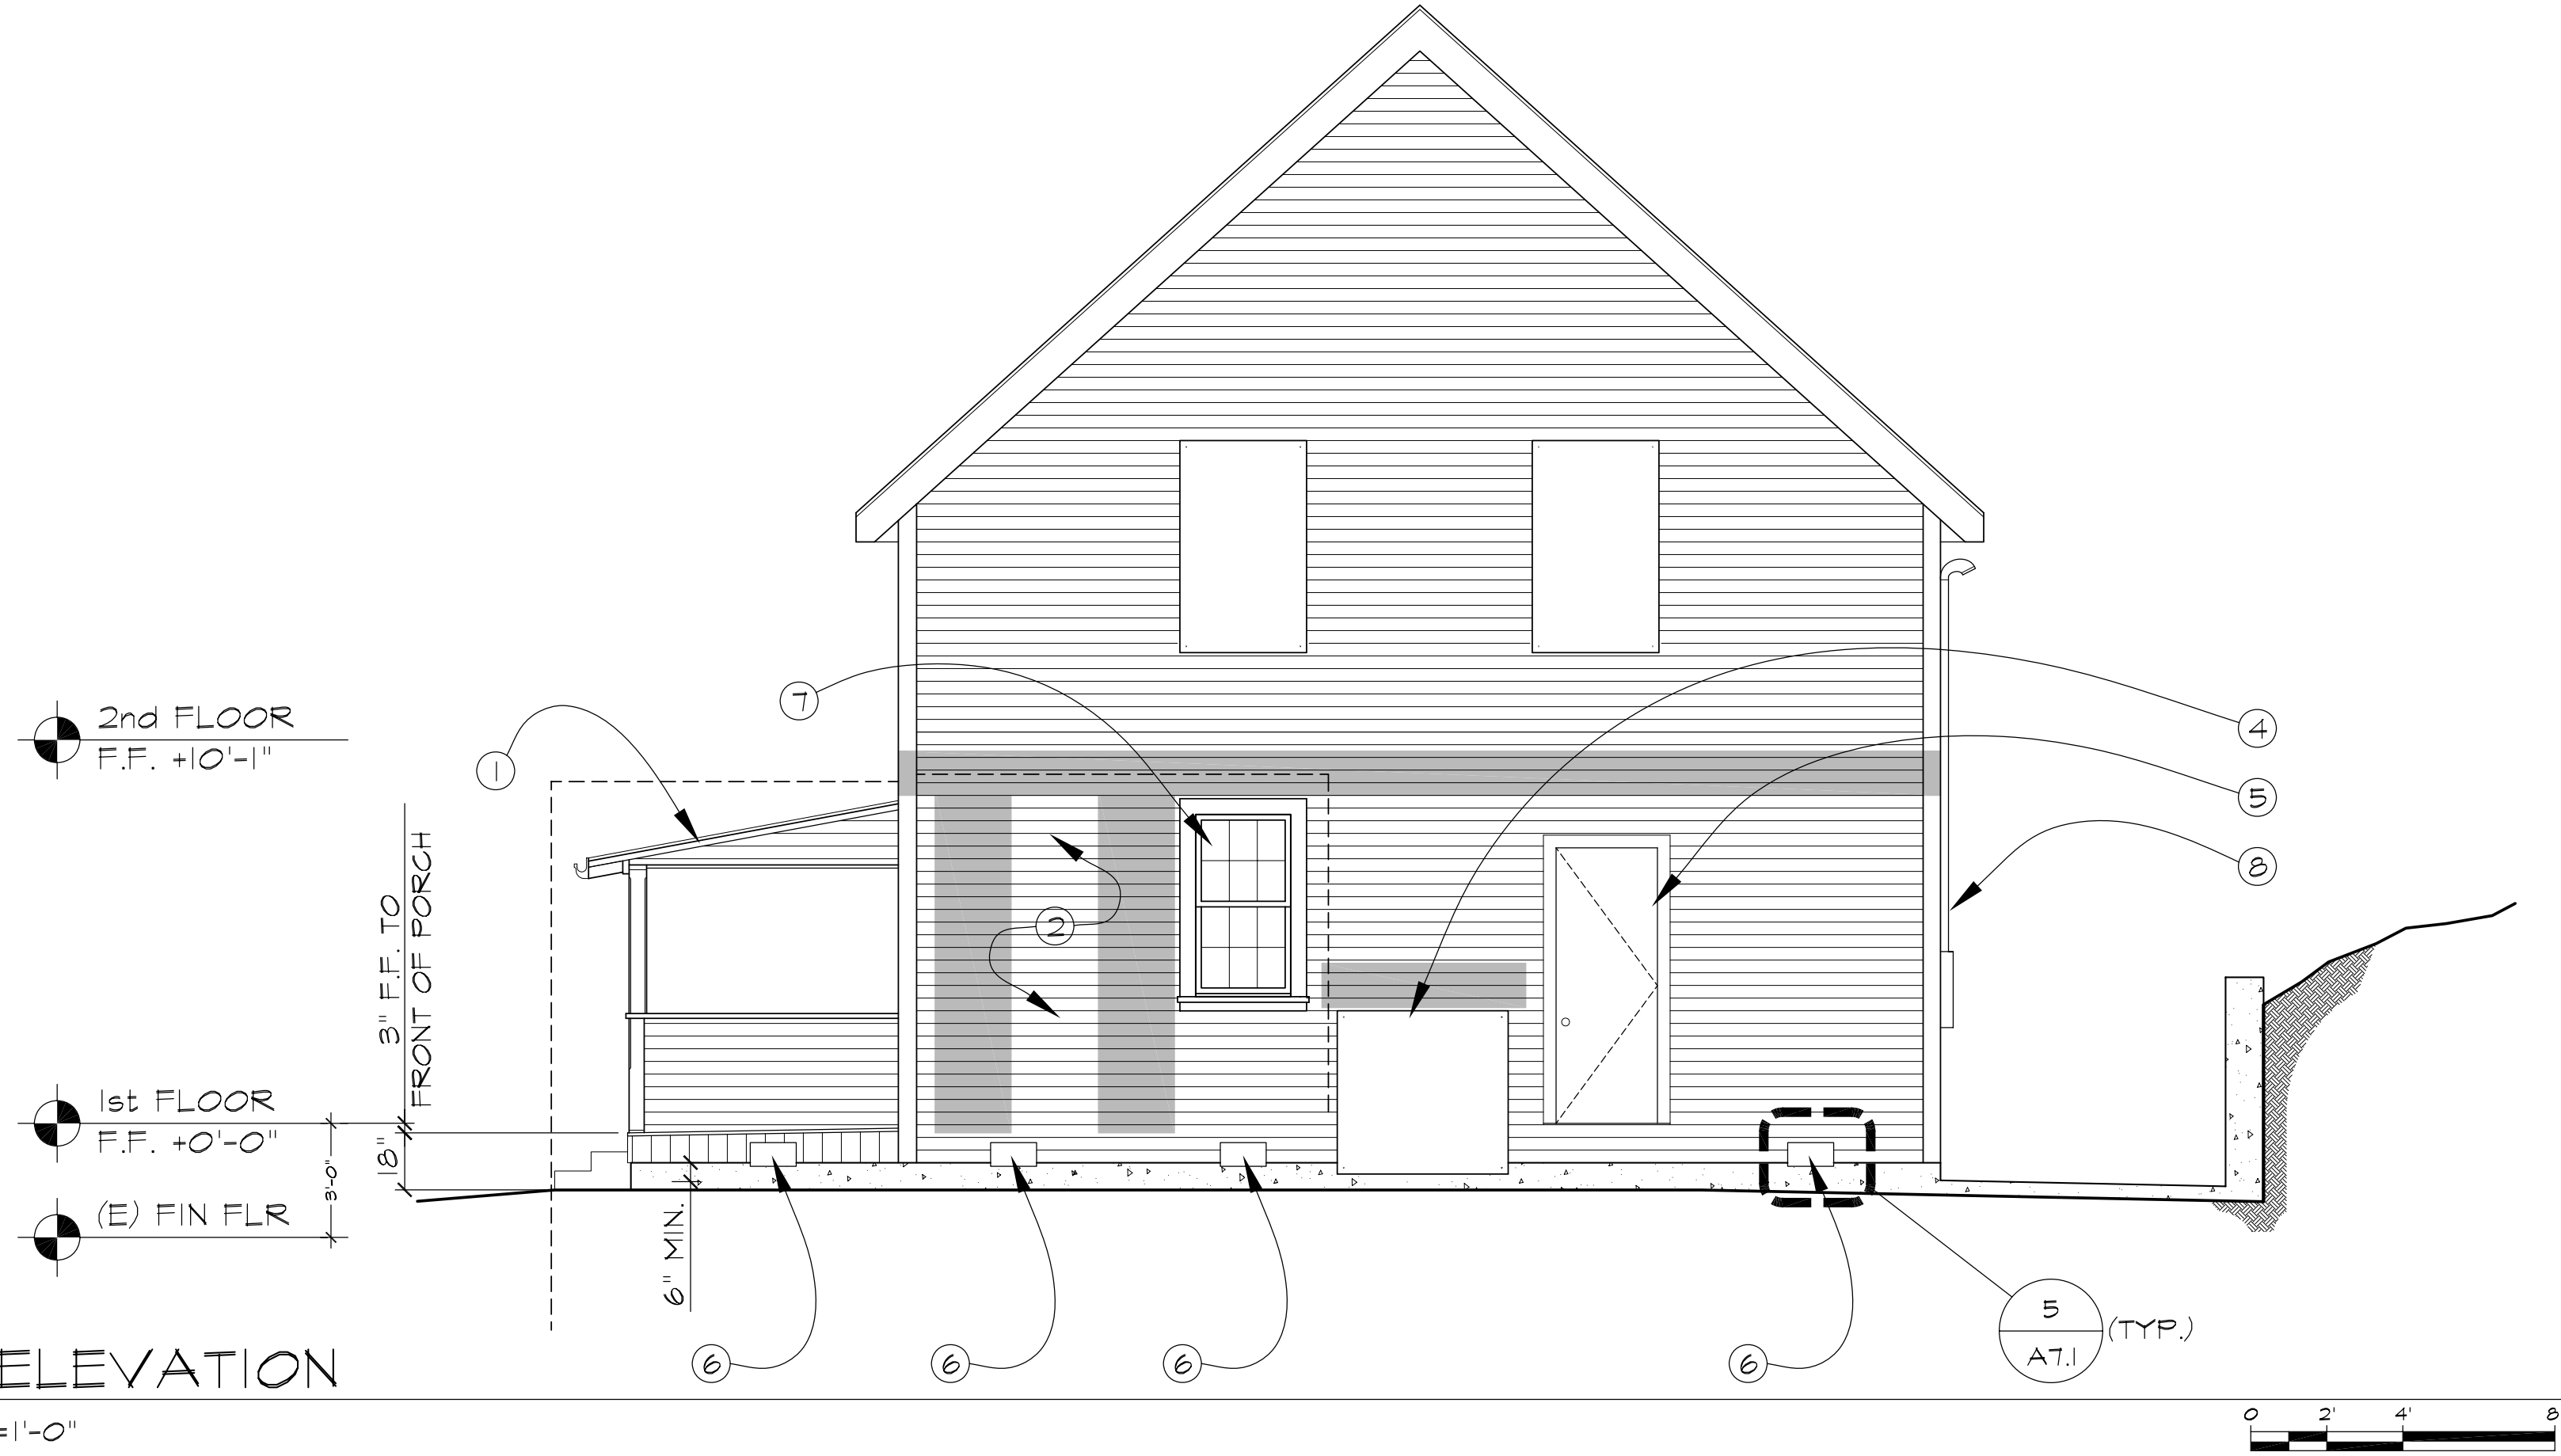 7
2nd FLOOR
F.F. +10'-1"
4
1
5
8
2
3" F.F. TO
FRONT OF PORCH
1st FLOOR
F.F. +0'-0"
18"
3'-0"
(E) FIN FLR
6" MIN.
5
A7.1
(TYP.)
6
6
6
6
ELEVATION
=1'-0"
0 2' 4' 8